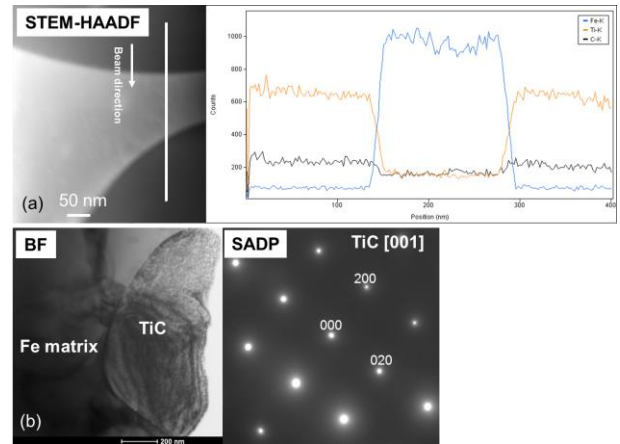 STEM-HAADF
Beam direction
(a)
50 nm
Fe-K
Ti-K
C-K
Counts
1000
800
600
400
200
100
200
300
400
Position (nm)
BF
TiC
Fe matrix
(b)
200 nm
SADP
TiC [001]
200
000
020